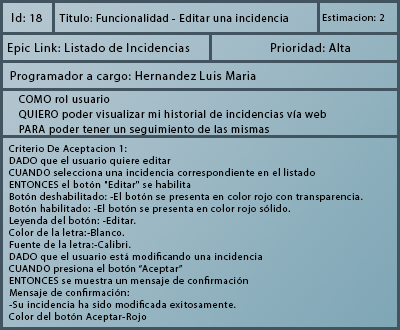 Id: 18
Titulo: Funcionalidad - Editar una incidencia
Estimacion: 2
Epic Link: Listado de Incidencias
Prioridad: Alta
Programador a cargo: Hernandez Luis Maria
COMO rol usuario
QUIERO poder visualizar mi historial de incidencias vía web
PARA poder tener un seguimiento de las mismas
Criterio De Aceptacion 1:
DADO que el usuario quiere editar
CUANDO selecciona una incidencia correspondiente en el listado
ENTONCES el botón "Editar" se habilita
Botón deshabilitado: -El botón se presenta en color rojo con transparencia.
Botón habilitado: -El botón se presenta en color rojo sólido.
Leyenda del botón: -Editar.
Color de la letra:-Blanco.
Fuente de la letra:-Calibri.
DADO que el usuario está modificando una incidencia
CUANDO presiona el botón “Aceptar”
ENTONCES se muestra un mensaje de confirmación
Mensaje de confirmación:
-Su incidencia ha sido modificada exitosamente.
Color del botón Aceptar-Rojo